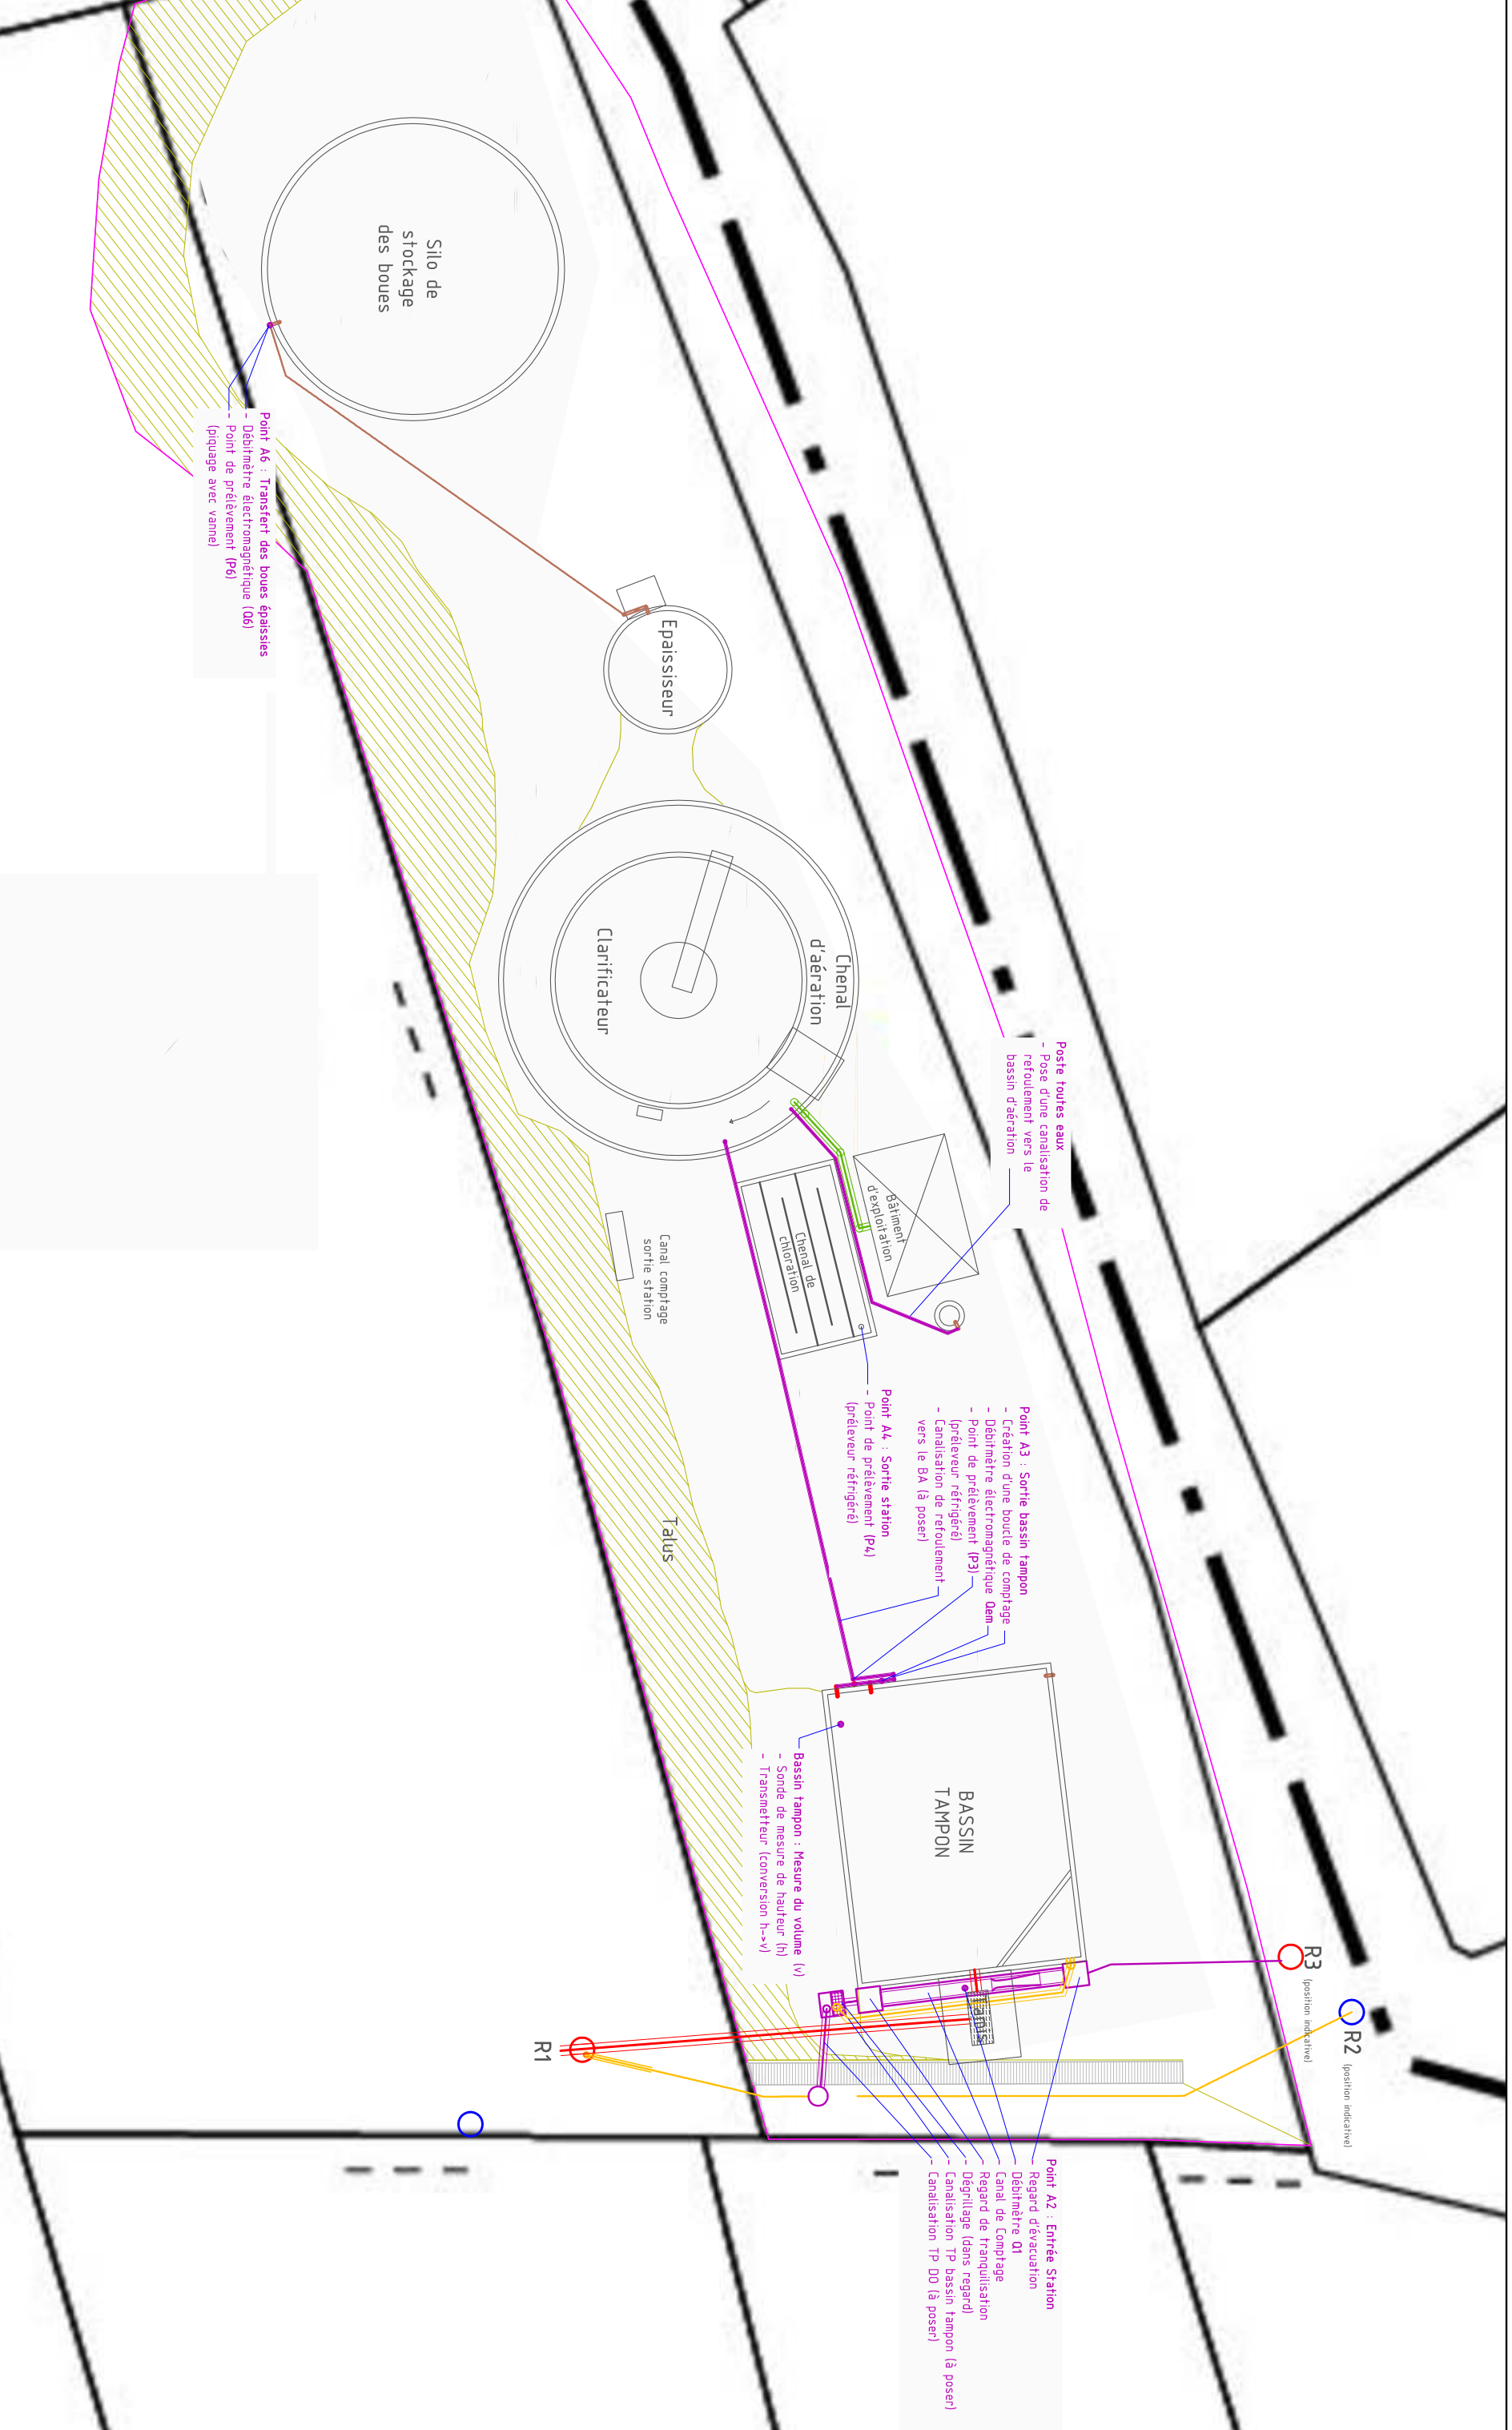 Silo de
stockage
des boues
Point A6 : Transfert des boues épaissies
- Débitmètre électromagnétique (Q6)
- Point de prélèvement (P6)
(piquage avec vanne)
Epaississeur
Chenal
d'aération
Clarificateur
Poste toutes eaux
- Pose d'une canalisation de
refoulement vers le
bassin d'aération
Bâtiment
d'exploitation
Chenal de
chloration
Canal comptage
sortie station
Point A4 : Sortie station
- Point de prélèvement (P4)
(préleveur réfrigéré)
Point A3 : Sortie bassin tampon
- Création d'une boucle de comptage
- Débitmètre électromagnétique Qem
- Point de prélèvement (P3)
(préleveur réfrigéré)
- Canalisation de refoulement
vers le BA (à poser)
Talus
BASSIN
TAMPON
Bassin tampon : Mesure du volume (v)
- Sonde de mesure de hauteur (h)
- Transmetteur (conversion h->v)
R3
(position indicative)
R2
(position indicative)
R1
Point A2 : Entrée Station
- Regard d'évacuation
- Débitmètre Q1
- Canal de Comptage
- Regard de tranquilisation
- Dégrillage (dans regard)
- Canalisation TP bassin tampon (à poser)
- Canalisation TP DO (à poser)